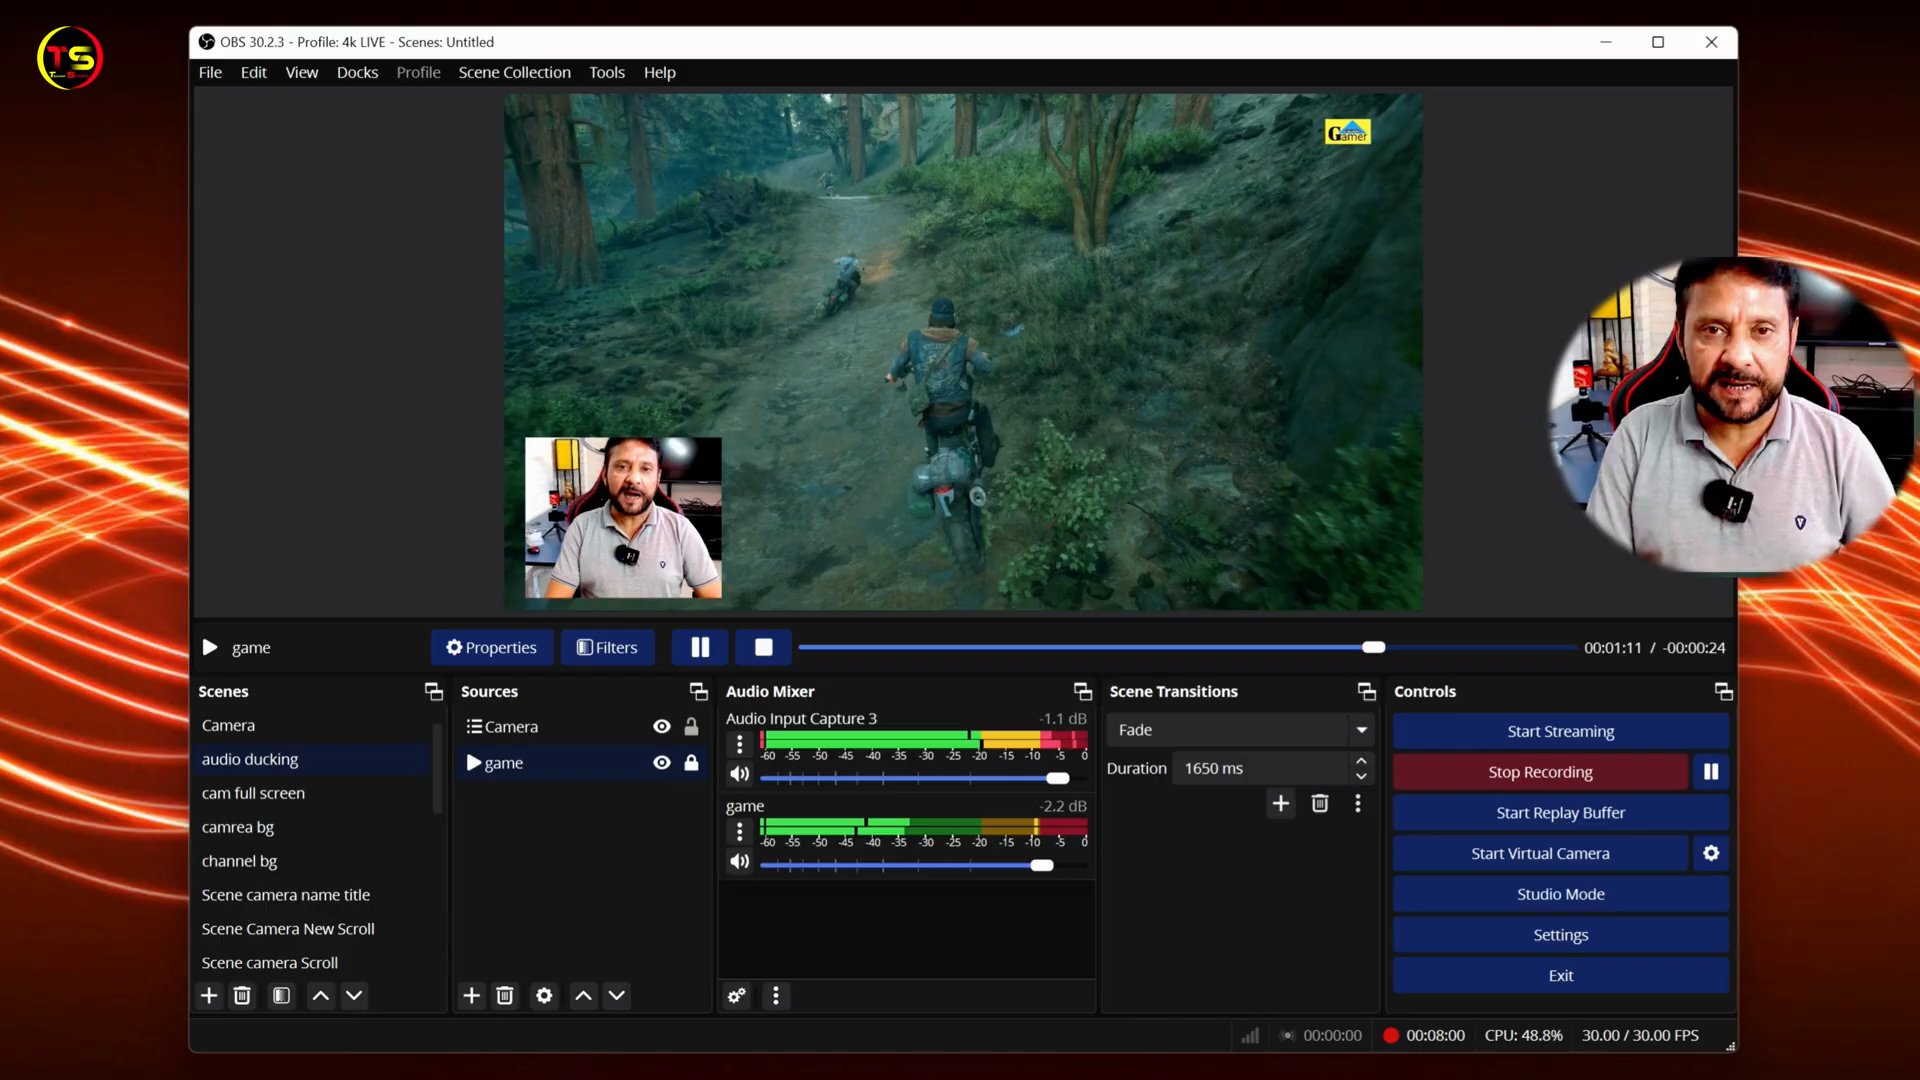 TS
OBS 30.2.3 - Profile: 4k LIVE - Scenes: Untitled
File Edit View Docks Profile Scene Collection Tools Help
Gamer
game
Properties
Filters
00:01:11 / -00:00:24
Scenes
Camera
audio ducking
cam full screen
camrea bg
channel bg
Scene camera name title
Scene Camera New Scroll
Scene camera Scroll
Sources
Camera
game
Audio Mixer
Audio Input Capture 3 -1.1 dB
-60 -55 -50 -45 -40 -35 -30 -25 -20 -15 -10 -5 0
game -2.2 dB
-60 -55 -50 -45 -40 -35 -30 -25 -20 -15 -10 -5 0
Scene Transitions
Fade
Duration 1650 ms
Controls
Start Streaming
Stop Recording
Start Replay Buffer
Start Virtual Camera
Studio Mode
Settings
Exit
00:00:00 00:08:00 CPU: 48.8% 30.00 / 30.00 FPS